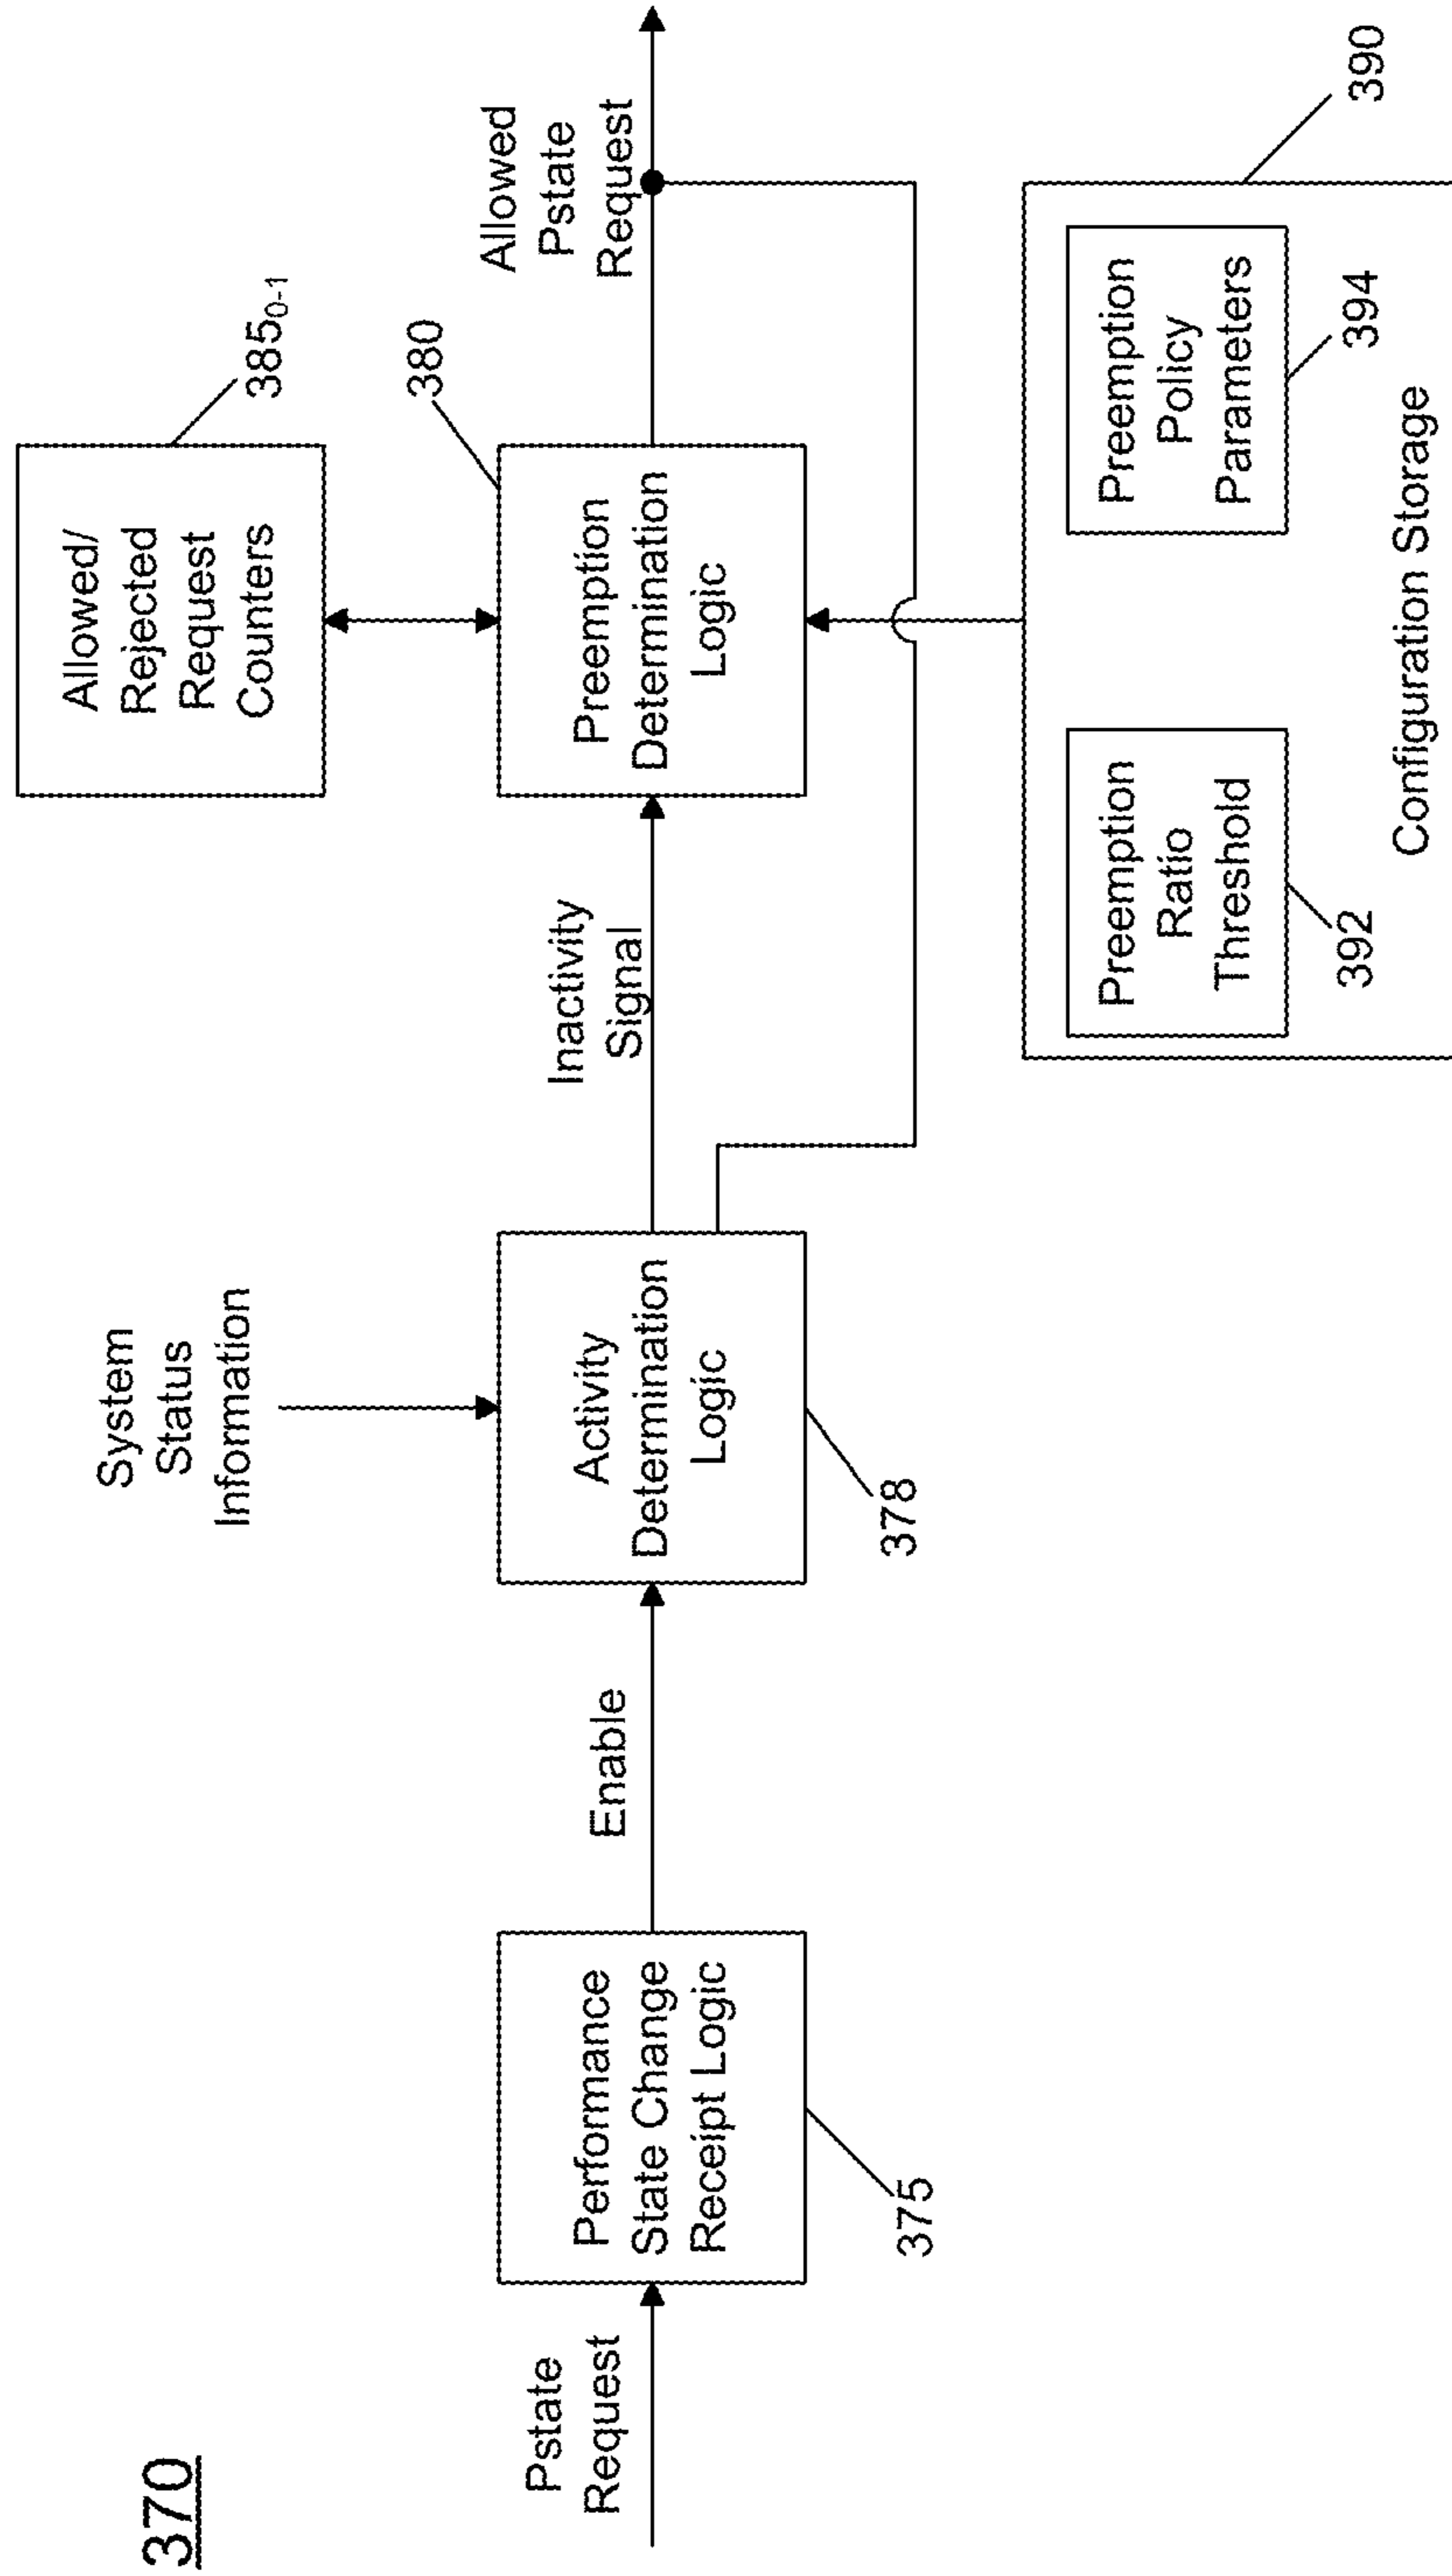 370
Pstate
Request
Performance
State Change
Receipt Logic
375
Enable
System
Status
Information
Activity
Determination
Logic
378
Inactivity
Signal
Allowed/
Rejected
Request
Counters
385₀₋₁
Preemption
Determination
Logic
380
Allowed
Pstate
Request
Preemption
Ratio
Threshold
392
Preemption
Policy
Parameters
394
Configuration Storage
390